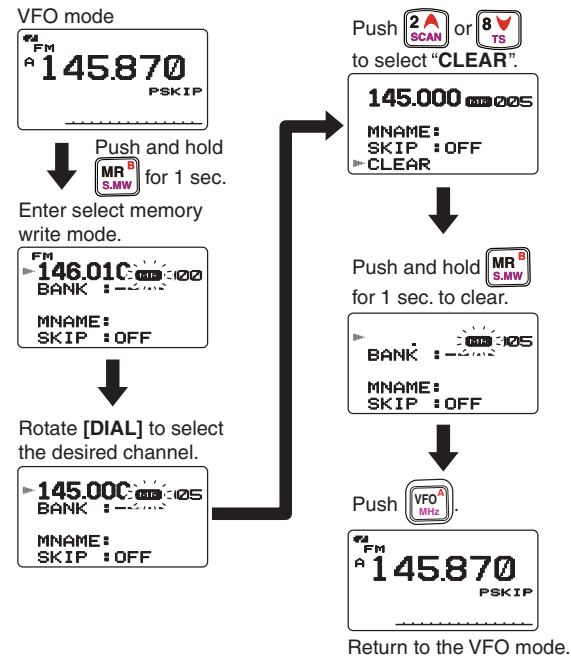 VFO mode
FM
A 145.870
PSKIP
Push and hold
MR B
S.MW for 1 sec.
Enter select memory
write mode.
FM
146.010 MR 00
BANK :--
MNAME:
SKIP :OFF
Rotate [DIAL] to select
the desired channel.
145.000 MR 05
BANK :--
MNAME:
SKIP :OFF
Push 2 SCAN or 8 TS
to select “CLEAR”.
145.000 MR 005
MNAME:
SKIP :OFF
CLEAR
Push and hold MR B
S.MW
for 1 sec. to clear.
. MR 05
BANK :--
MNAME:
SKIP :OFF
Push VFO A
MHz .
FM
A 145.870
PSKIP
Return to the VFO mode.